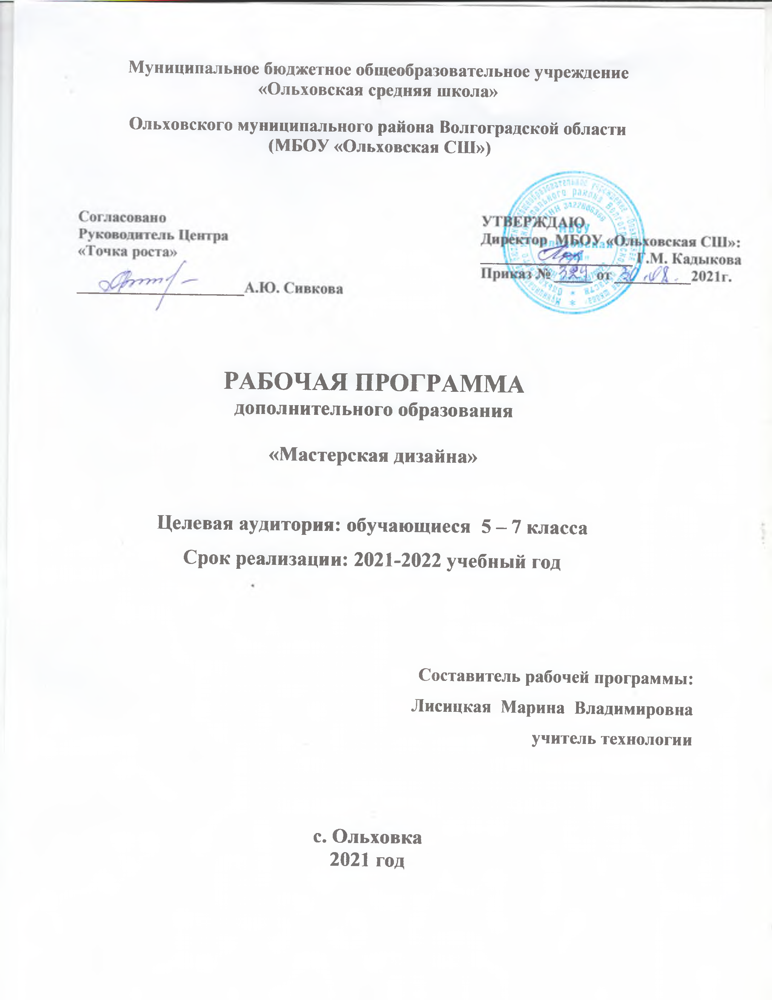 Муниципальное бюджетное общеобразовательное учреждение
«Ольховская средняя школа»
Ольховского муниципального района Волгоградской области
(МБОУ «Ольховская СШ»)
Согласовано
Руководитель Центра
«Точка роста»
А.Ю. Сивкова
УТВЕРЖДАЮ
Директор МБОУ «Ольховская СШ»:
Г.М. Кадыкова
Приказ № 324 от 30.08. 2021г.
РАБОЧАЯ ПРОГРАММА
дополнительного образования
«Мастерская дизайна»
Целевая аудитория: обучающиеся 5 – 7 класса
Срок реализации: 2021-2022 учебный год
Составитель рабочей программы:
Лисицкая Марина Владимировна
учитель технологии
с. Ольховка
2021 год